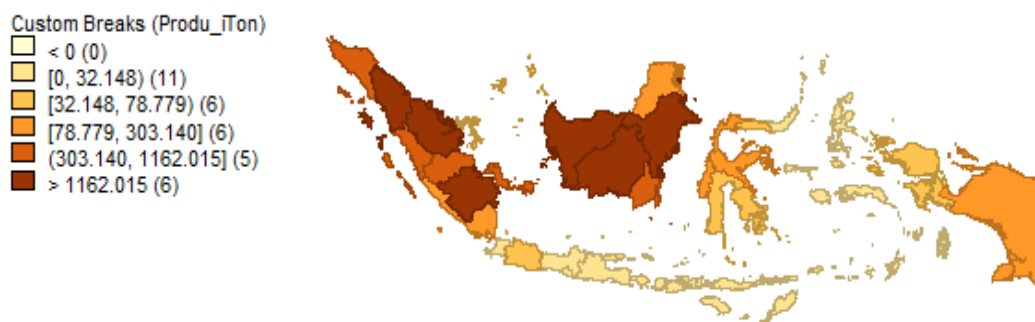 Custom Breaks (Produ_iTon)
< 0 (0)
[0, 32.148) (11)
[32.148, 78.779) (6)
[78.779, 303.140] (6)
(303.140, 1162.015] (5)
> 1162.015 (6)